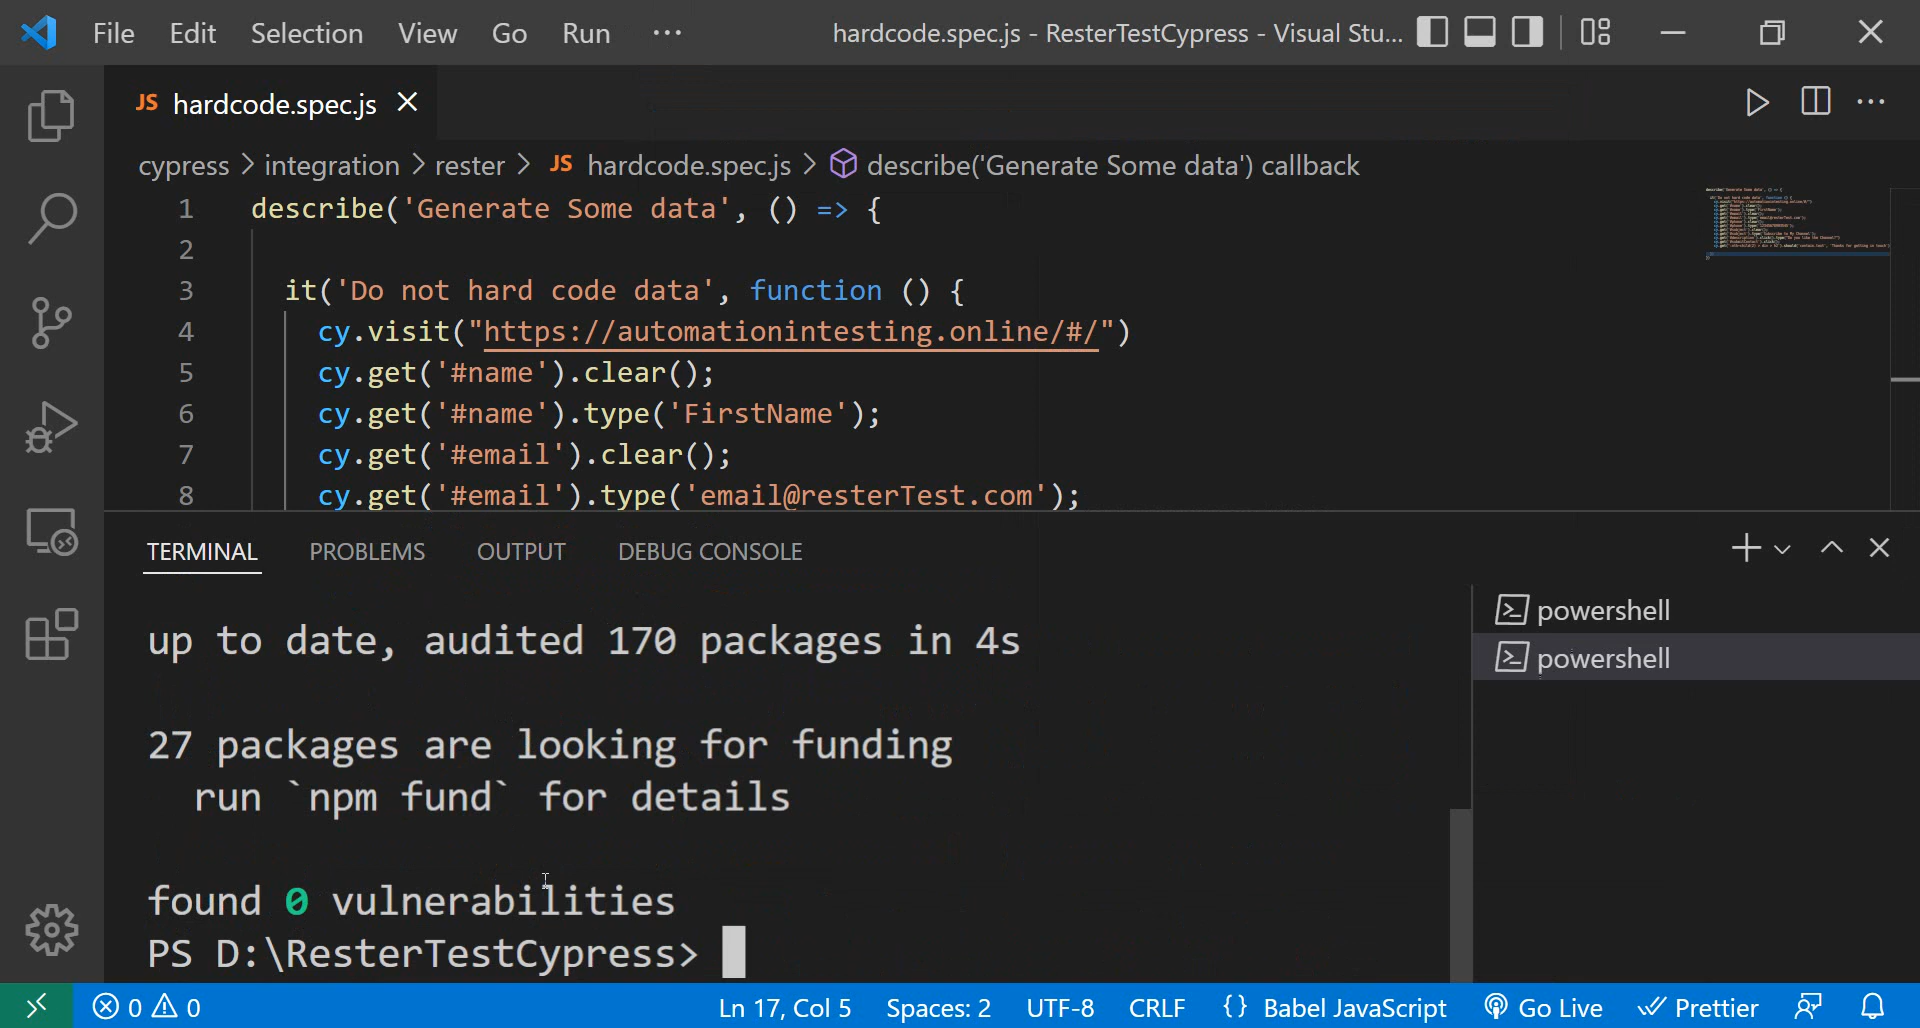 File Edit Selection View Go Run ··· hardcode.spec.js - ResterTestCypress - Visual Stu...
JS hardcode.spec.js
cypress > integration > rester > JS hardcode.spec.js > describe('Generate Some data') callback
1 describe('Generate Some data', () => {
2
3 it('Do not hard code data', function () {
4 cy.visit("https://automationintesting.online/#/")
5 cy.get('#name').clear();
6 cy.get('#name').type('FirstName');
7 cy.get('#email').clear();
8 cy.get('#email').type('email@resterTest.com');
TERMINAL PROBLEMS OUTPUT DEBUG CONSOLE
powershell
powershell
up to date, audited 170 packages in 4s
27 packages are looking for funding
run `npm fund` for details
found 0 vulnerabilities
PS D:\ResterTestCypress>
0 0 Ln 17, Col 5 Spaces: 2 UTF-8 CRLF {} Babel JavaScript Go Live Prettier